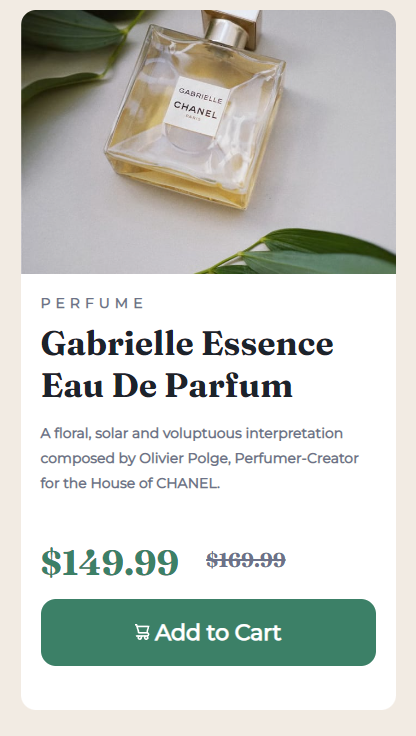 GABRIELLE
CHANEL
PARIS
PERFUME
Gabrielle Essence
Eau De Parfum
A floral, solar and voluptuous interpretation
composed by Olivier Polge, Perfumer-Creator
for the House of CHANEL.
$149.99 $169.99
Add to Cart